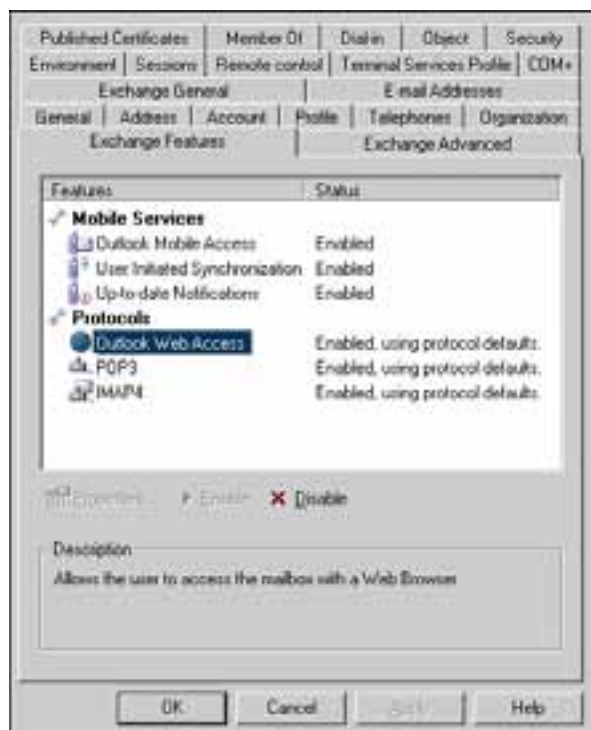 Published Certificates Member Of Dial-in Object Security
Environment Sessions Remote control Terminal Services Profile COM+
Exchange General E-mail Addresses
General Address Account Profile Telephones Organization
Exchange Features Exchange Advanced
Features Status
Mobile Services
Outlook Mobile Access Enabled
User Initiated Synchronization Enabled
Up-to-date Notifications Enabled
Protocols
Outlook Web Access Enabled, using protocol defaults.
POP3 Enabled, using protocol defaults.
IMAP4 Enabled, using protocol defaults.
Properties... Enable Disable
Description
Allows the user to access the mailbox with a Web Browser
OK Cancel Help